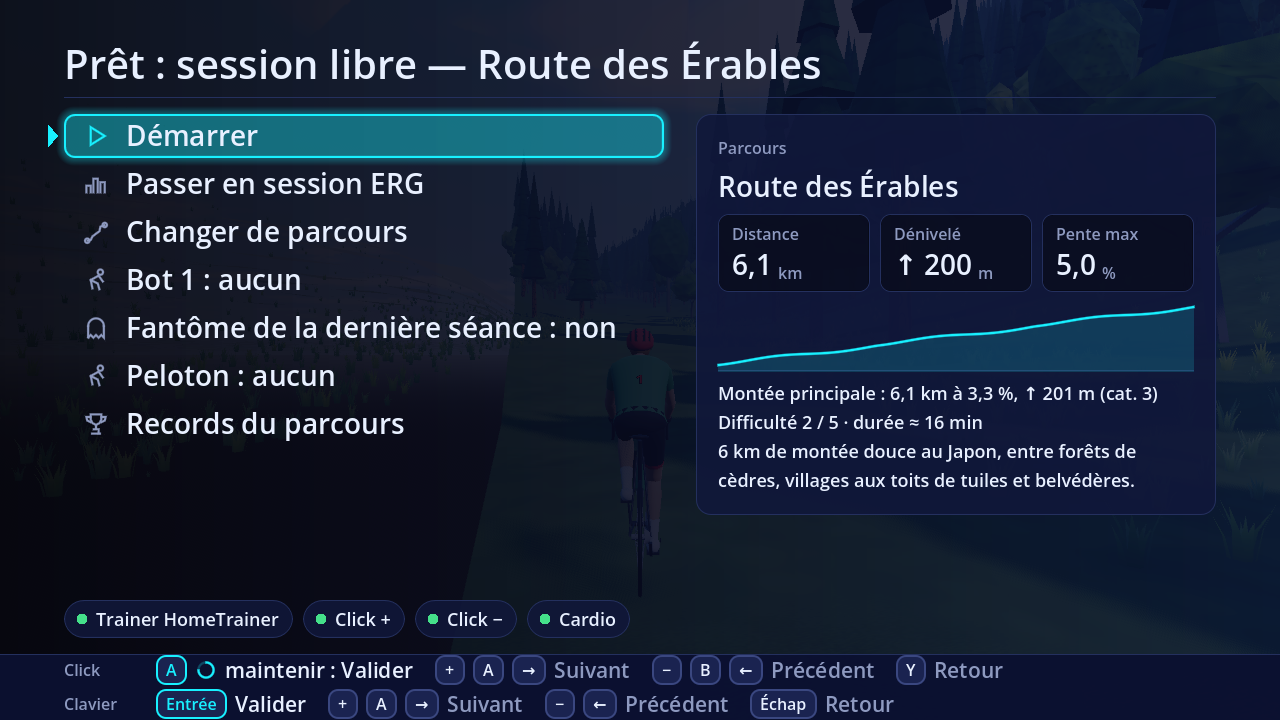 Prêt : session libre — Route des Érables
Démarrer
Passer en session ERG
Changer de parcours
Bot 1 : aucun
Fantôme de la dernière séance : non
Peloton : aucun
Records du parcours
Parcours
Route des Érables
Distance
6,1 km
Dénivelé
↑ 200 m
Pente max
5,0 %
Montée principale : 6,1 km à 3,3 %, ↑ 201 m (cat. 3)
Difficulté 2 / 5 · durée ≈ 16 min
6 km de montée douce au Japon, entre forêts de
cèdres, villages aux toits de tuiles et belvédères.
Trainer HomeTrainer Click + Click − Cardio
Click A maintenir : Valider + A → Suivant − B ← Précédent Y Retour
Clavier Entrée Valider + A → Suivant − ← Précédent Échap Retour